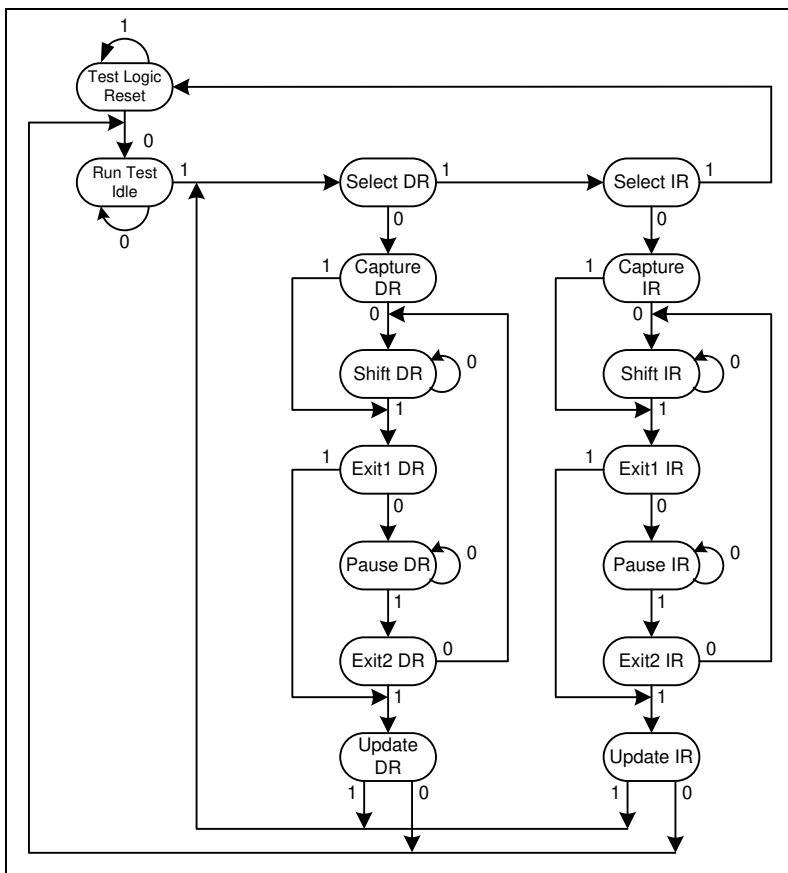 1
Test Logic
Reset
0
Run Test
Idle
1
0
Select DR
1
Select IR
1
0
0
1
Capture
DR
1
Capture
IR
0
0
Shift DR
0
Shift IR
0
1
1
1
Exit1 DR
1
Exit1 IR
0
0
Pause DR
0
Pause IR
0
1
1
Exit2 DR
0
Exit2 IR
0
1
1
Update
DR
Update IR
1
0
1
0